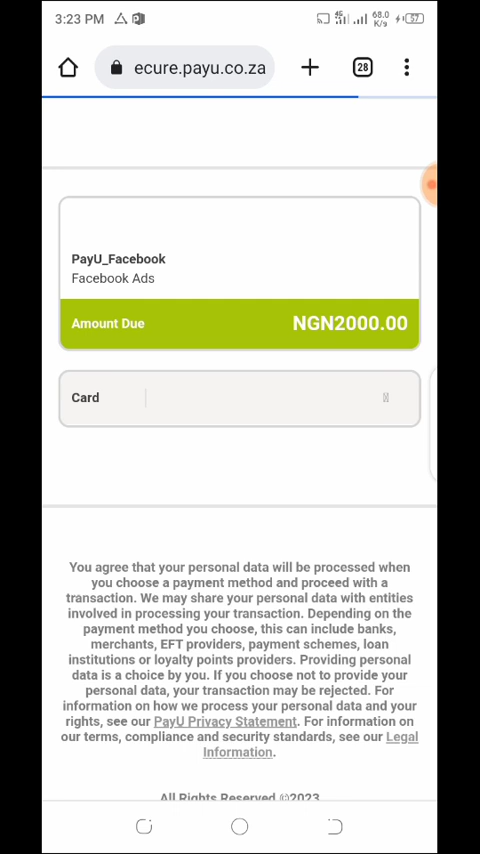 3:23 PM
4G 68.0 K/s 57
ecure.payu.co.za
28
PayU_Facebook
Facebook Ads
Amount Due NGN2000.00
Card
You agree that your personal data will be processed when
you choose a payment method and proceed with a
transaction. We may share your personal data with entities
involved in processing your transaction. Depending on the
payment method you choose, this can include banks,
merchants, EFT providers, payment schemes, loan
institutions or loyalty points providers. Providing personal
data is a choice by you. If you choose not to provide your
personal data, your transaction may be rejected. For
information on how we process your personal data and your
rights, see our PayU Privacy Statement. For information on
our terms, compliance and security standards, see our Legal
Information.
All Rights Reserved ©2023